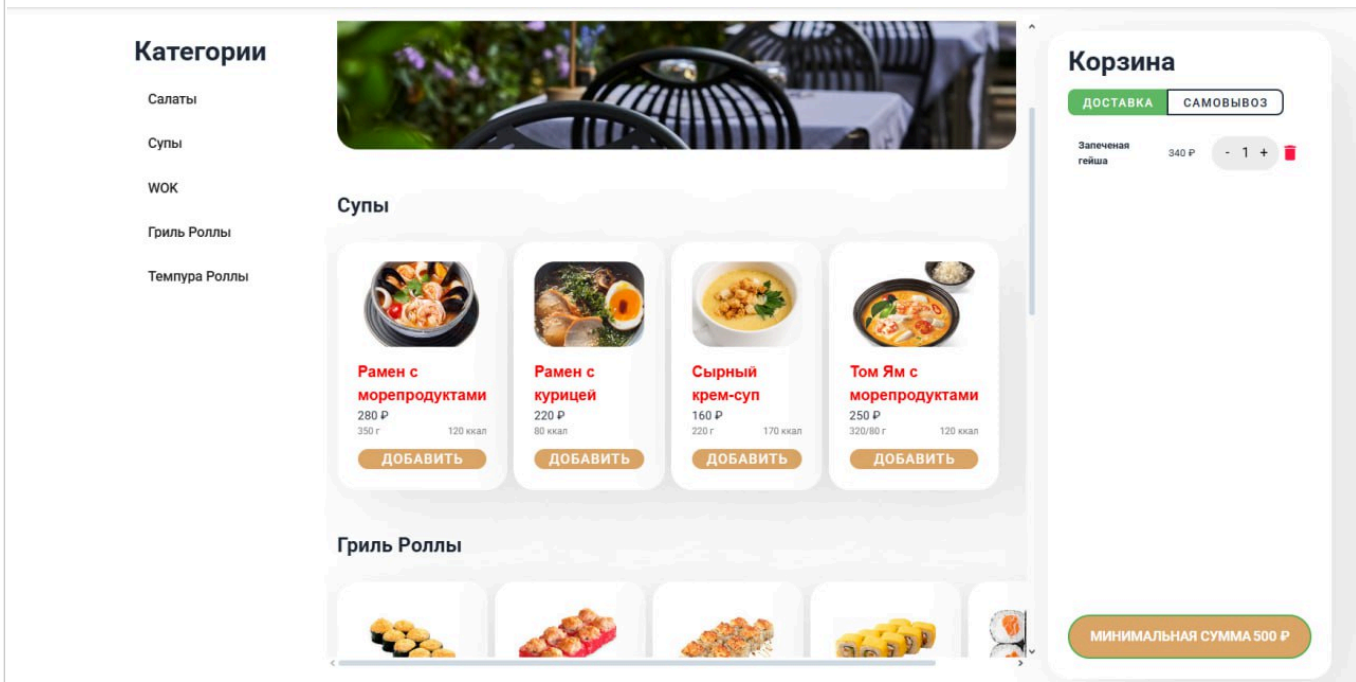 Категории
Салаты
Супы
WOK
Гриль Роллы
Темпура Роллы
Супы
Рамен с
морепродуктами
280 ₽
350 г 120 ккал
ДОБАВИТЬ
Рамен с
курицей
220 ₽
80 ккал
ДОБАВИТЬ
Сырный
крем-суп
160 ₽
220 г 170 ккал
ДОБАВИТЬ
Том Ям с
морепродуктами
250 ₽
320/80 г 120 ккал
ДОБАВИТЬ
Гриль Роллы
Корзина
ДОСТАВКА САМОВЫВОЗ
Запеченая
гейша
340 ₽ - 1 +
МИНИМАЛЬНАЯ СУММА 500 ₽